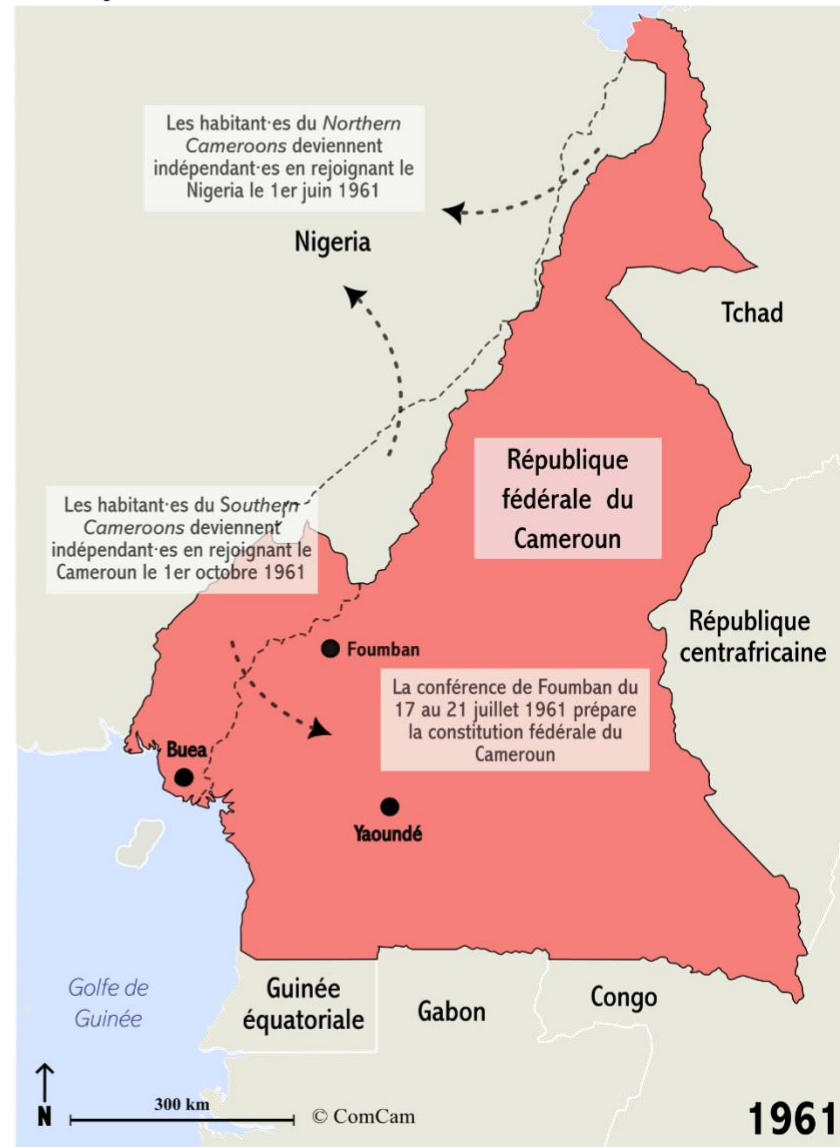 Les habitant·es du Northern
Cameroons deviennent
indépendant·es en rejoignant le
Nigeria le 1er juin 1961
Nigeria
Tchad
République
fédérale du
Cameroun
Les habitant·es du Southern
Cameroons deviennent
indépendant·es en rejoignant le
Cameroun le 1er octobre 1961
République
centrafricaine
Foumban
La conférence de Foumban du
17 au 21 juillet 1961 prépare
la constitution fédérale du
Cameroun
Buea
Yaoundé
Golfe de
Guinée
Guinée
équatoriale
Gabon
Congo
N
300 km
© ComCam
1961